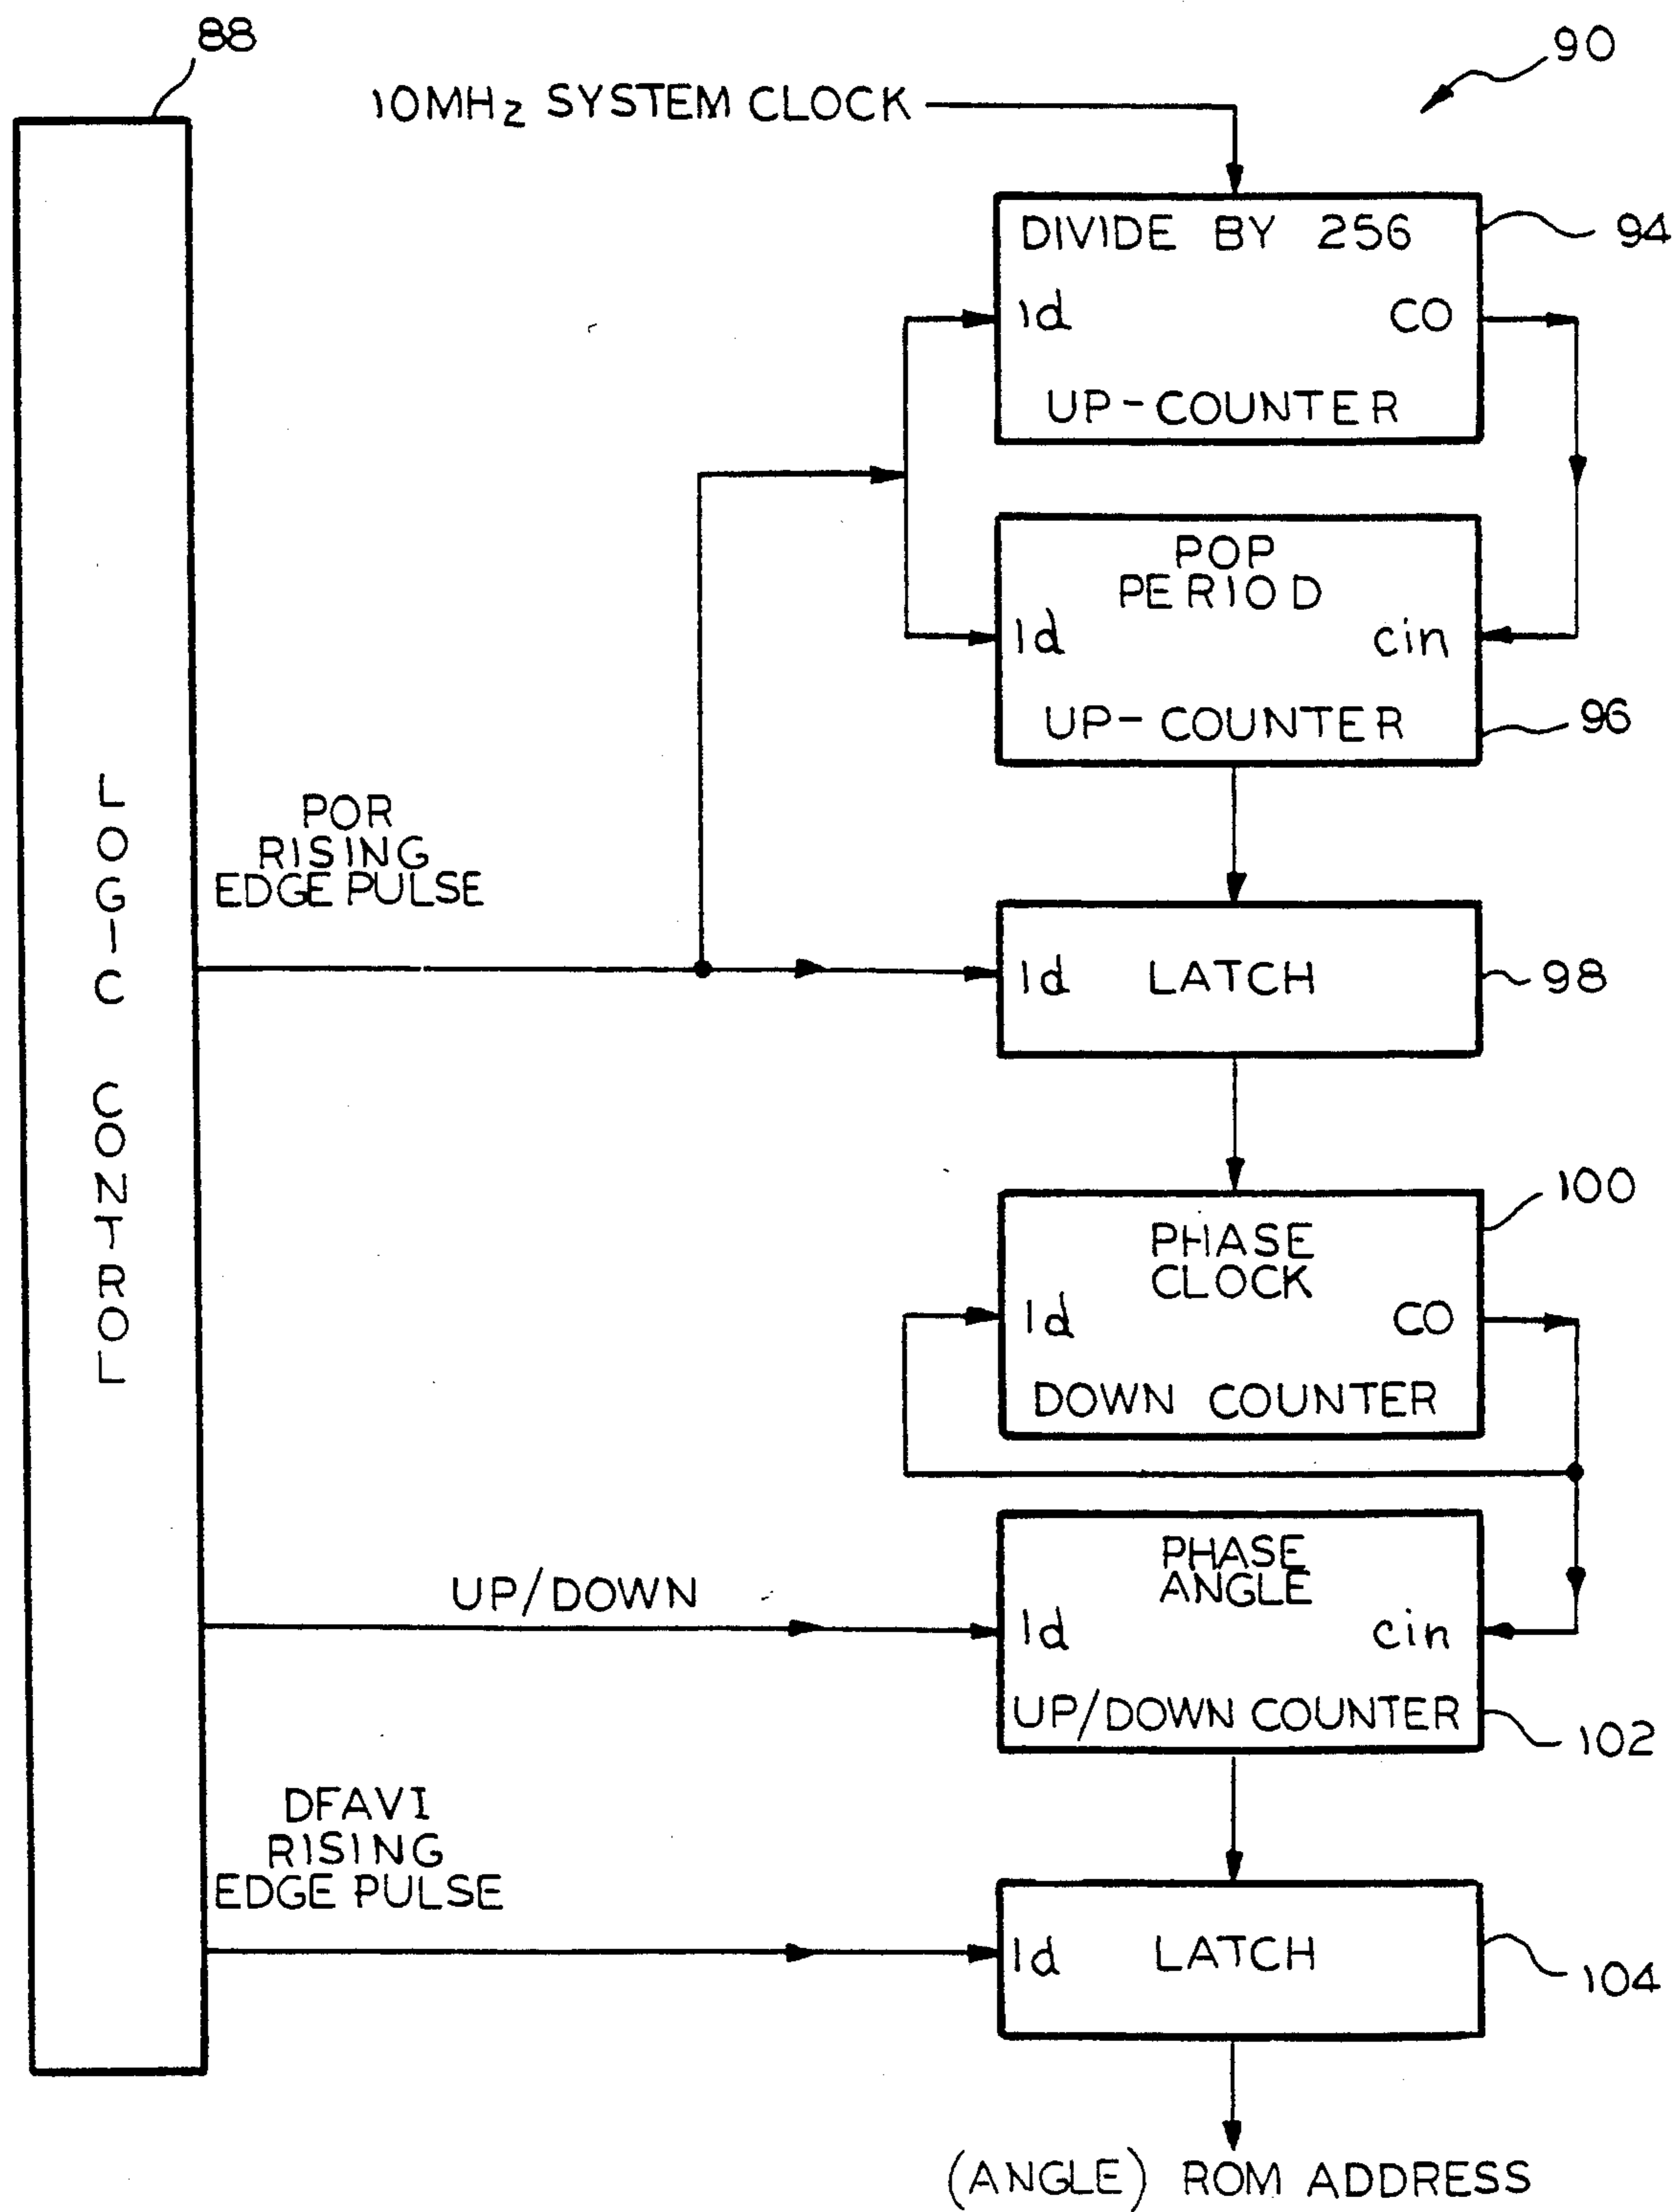 88
90
10MHz SYSTEM CLOCK
DIVIDE BY 256
94
ld CO
UP-COUNTER
POP
PERIOD
ld cin
UP-COUNTER
96
POR
RISING
EDGE PULSE
ld LATCH
98
LOGIC CONTROL
100
PHASE
CLOCK
ld CO
DOWN COUNTER
PHASE
ANGLE
UP/DOWN
ld cin
UP/DOWN COUNTER
102
DFAVI
RISING
EDGE PULSE
ld LATCH
104
(ANGLE) ROM ADDRESS